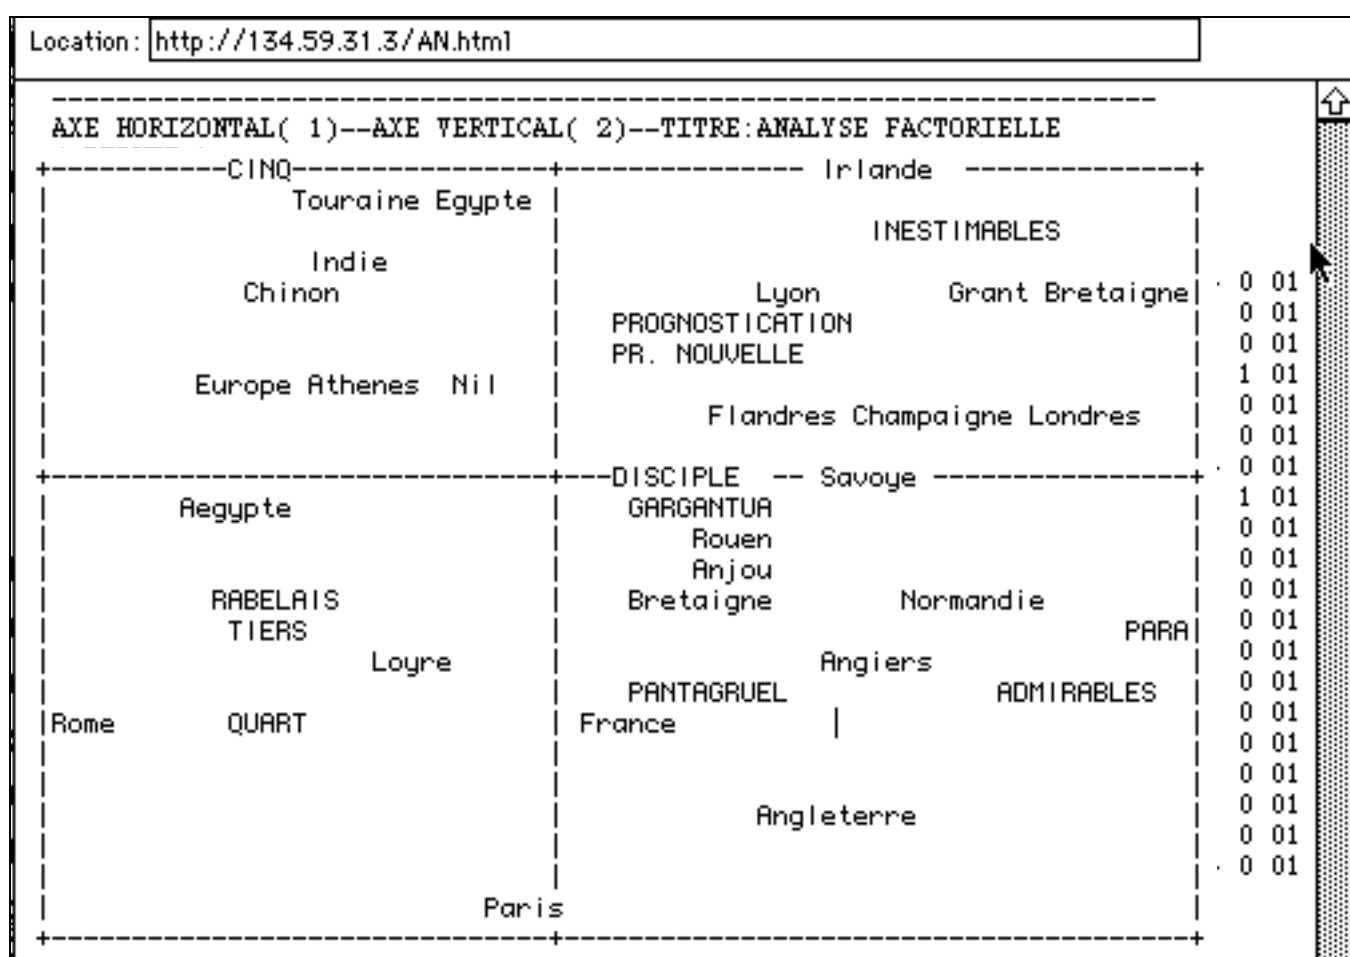 Location: http://134.59.31.3/AN.html
------------------------------------------------------------
AXE HORIZONTAL( 1)--AXE VERTICAL( 2)--TITRE:ANALYSE FACTORIELLE
+-----------CINQ----------------+--------------- Irlande --------------+
Touraine Egypte
INESTIMABLES
Indie
Chinon Lyon Grant Bretaigne . 0 01
PROGNOSTICATION 0 01
PR. NOUVELLE 0 01
Europe Athenes Nil 1 01
Flandres Champaigne Londres 0 01
0 01
+-------------------------------+---DISCIPLE -- Savoye ----------------+ . 0 01
Aegypte GARGANTUA 1 01
Rouen 0 01
Anjou 0 01
RABELAIS Bretaigne Normandie 0 01
TIERS PARA 0 01
Loyre Angiers 0 01
PANTAGRUEL ADMIRABLES 0 01
Rome QUART France | 0 01
0 01
0 01
Angleterre 0 01
0 01
. 0 01
Paris
+-------------------------------+---------------------------------------+